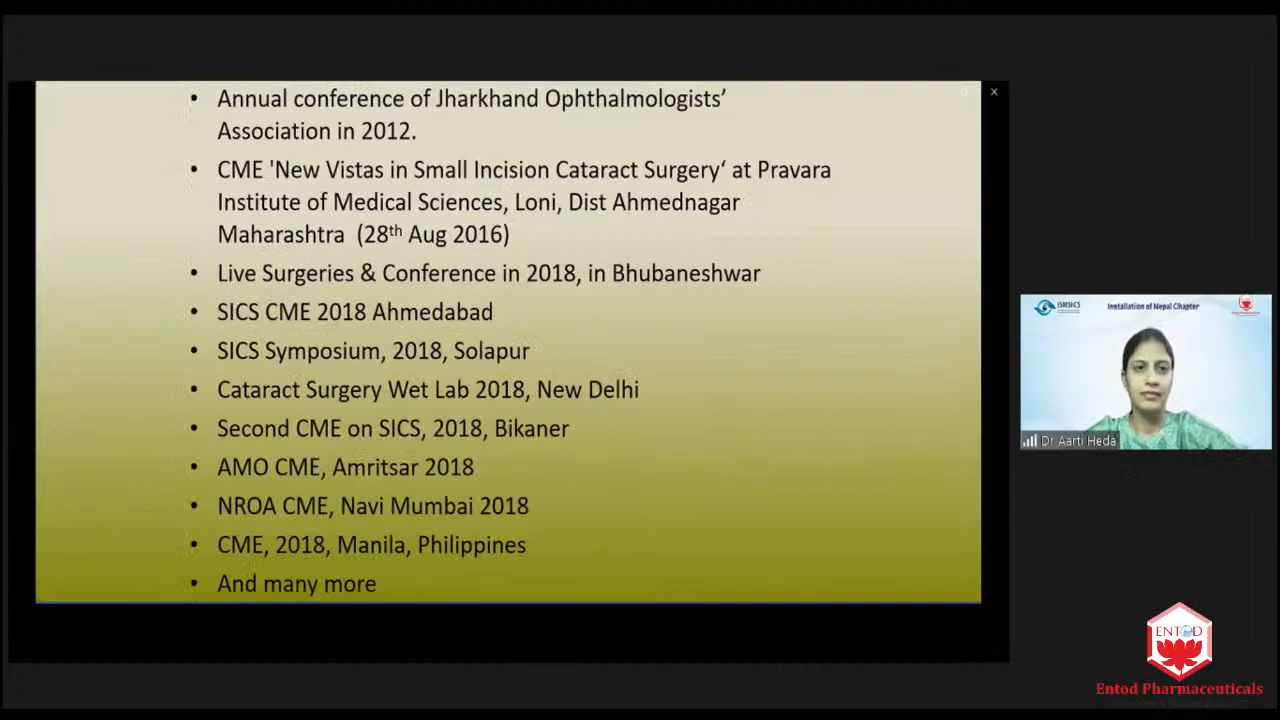 • Annual conference of Jharkhand Ophthalmologists’
Association in 2012.
• CME 'New Vistas in Small Incision Cataract Surgery‘ at Pravara
Institute of Medical Sciences, Loni, Dist Ahmednagar
Maharashtra (28th Aug 2016)
• Live Surgeries & Conference in 2018, in Bhubaneshwar
• SICS CME 2018 Ahmedabad
• SICS Symposium, 2018, Solapur
• Cataract Surgery Wet Lab 2018, New Delhi
• Second CME on SICS, 2018, Bikaner
• AMO CME, Amritsar 2018
• NROA CME, Navi Mumbai 2018
• CME, 2018, Manila, Philippines
• And many more
ISMSICS
Installation of Nepal Chapter
Dr Aarti Heda
ENTOD
Entod Pharmaceuticals